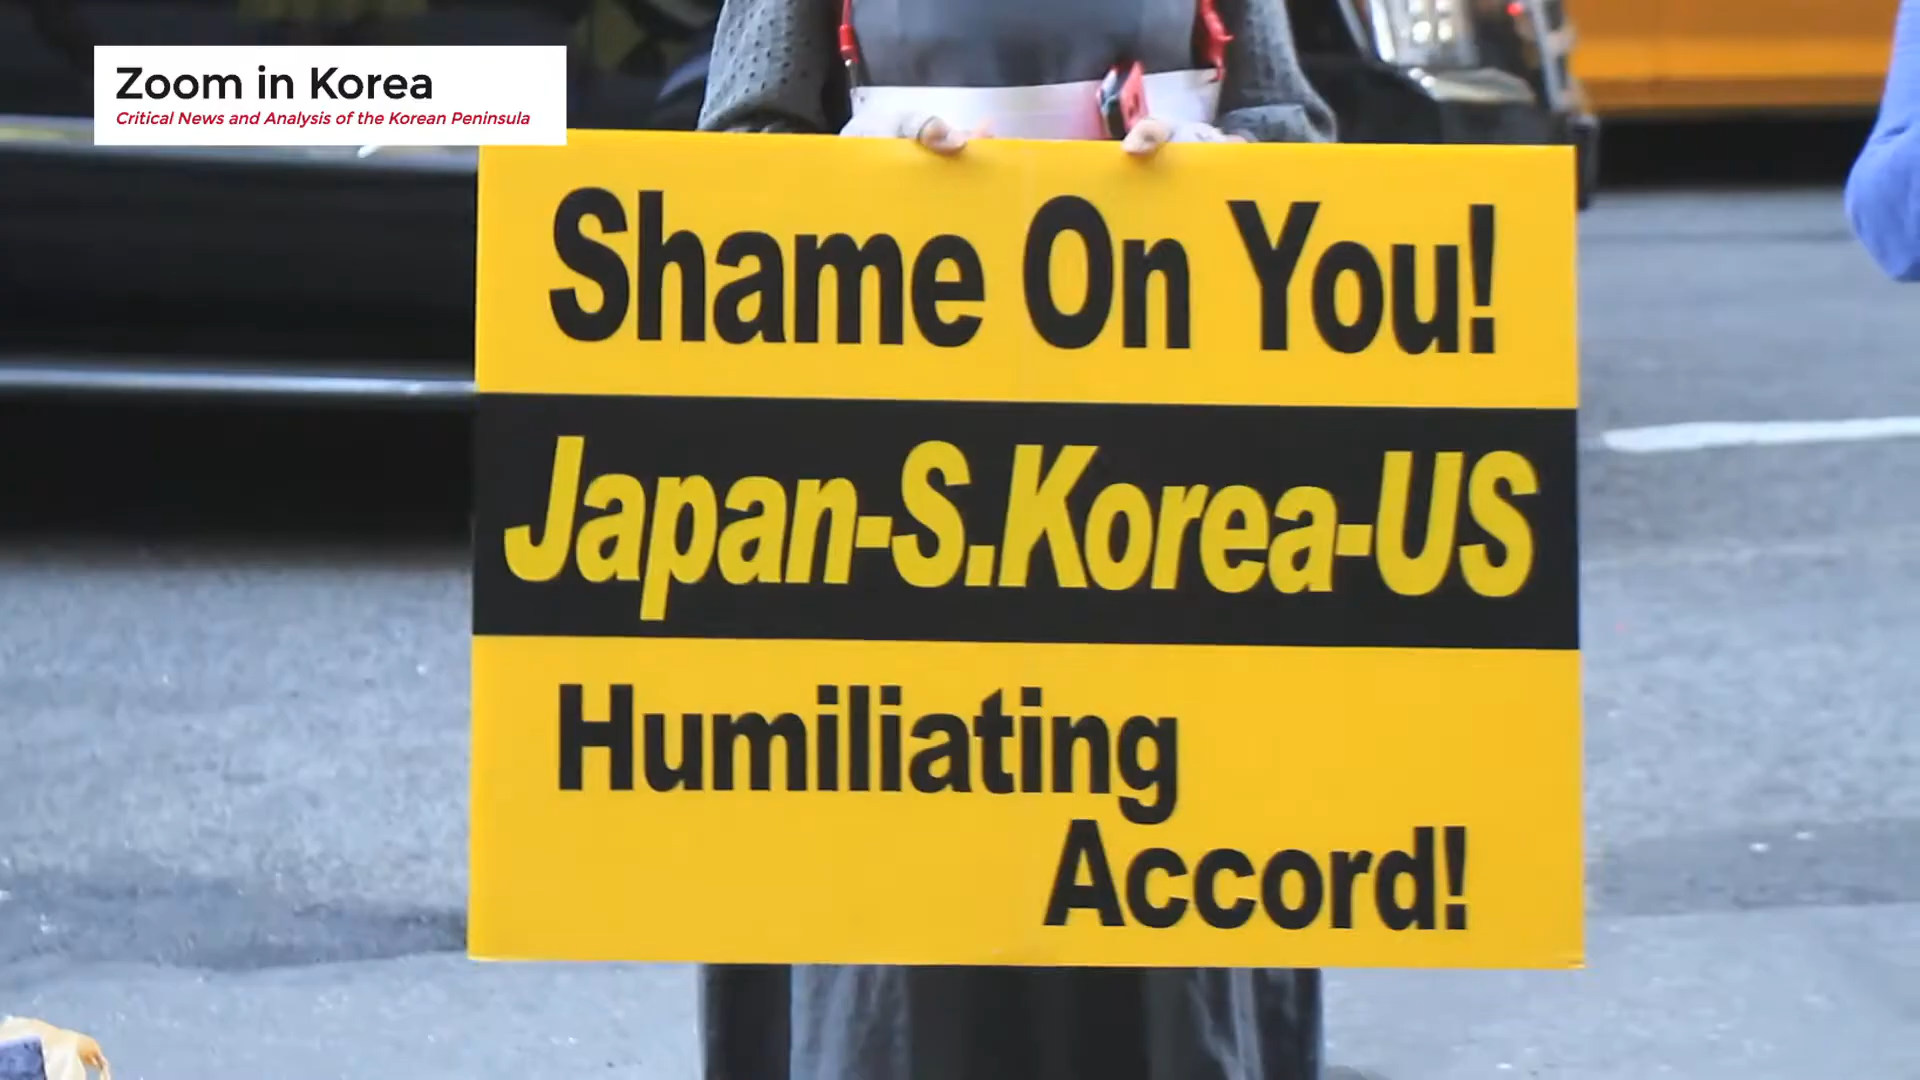 Zoom in Korea
Critical News and Analysis of the Korean Peninsula
Shame On You!
Japan-S.Korea-US
Humiliating
Accord!